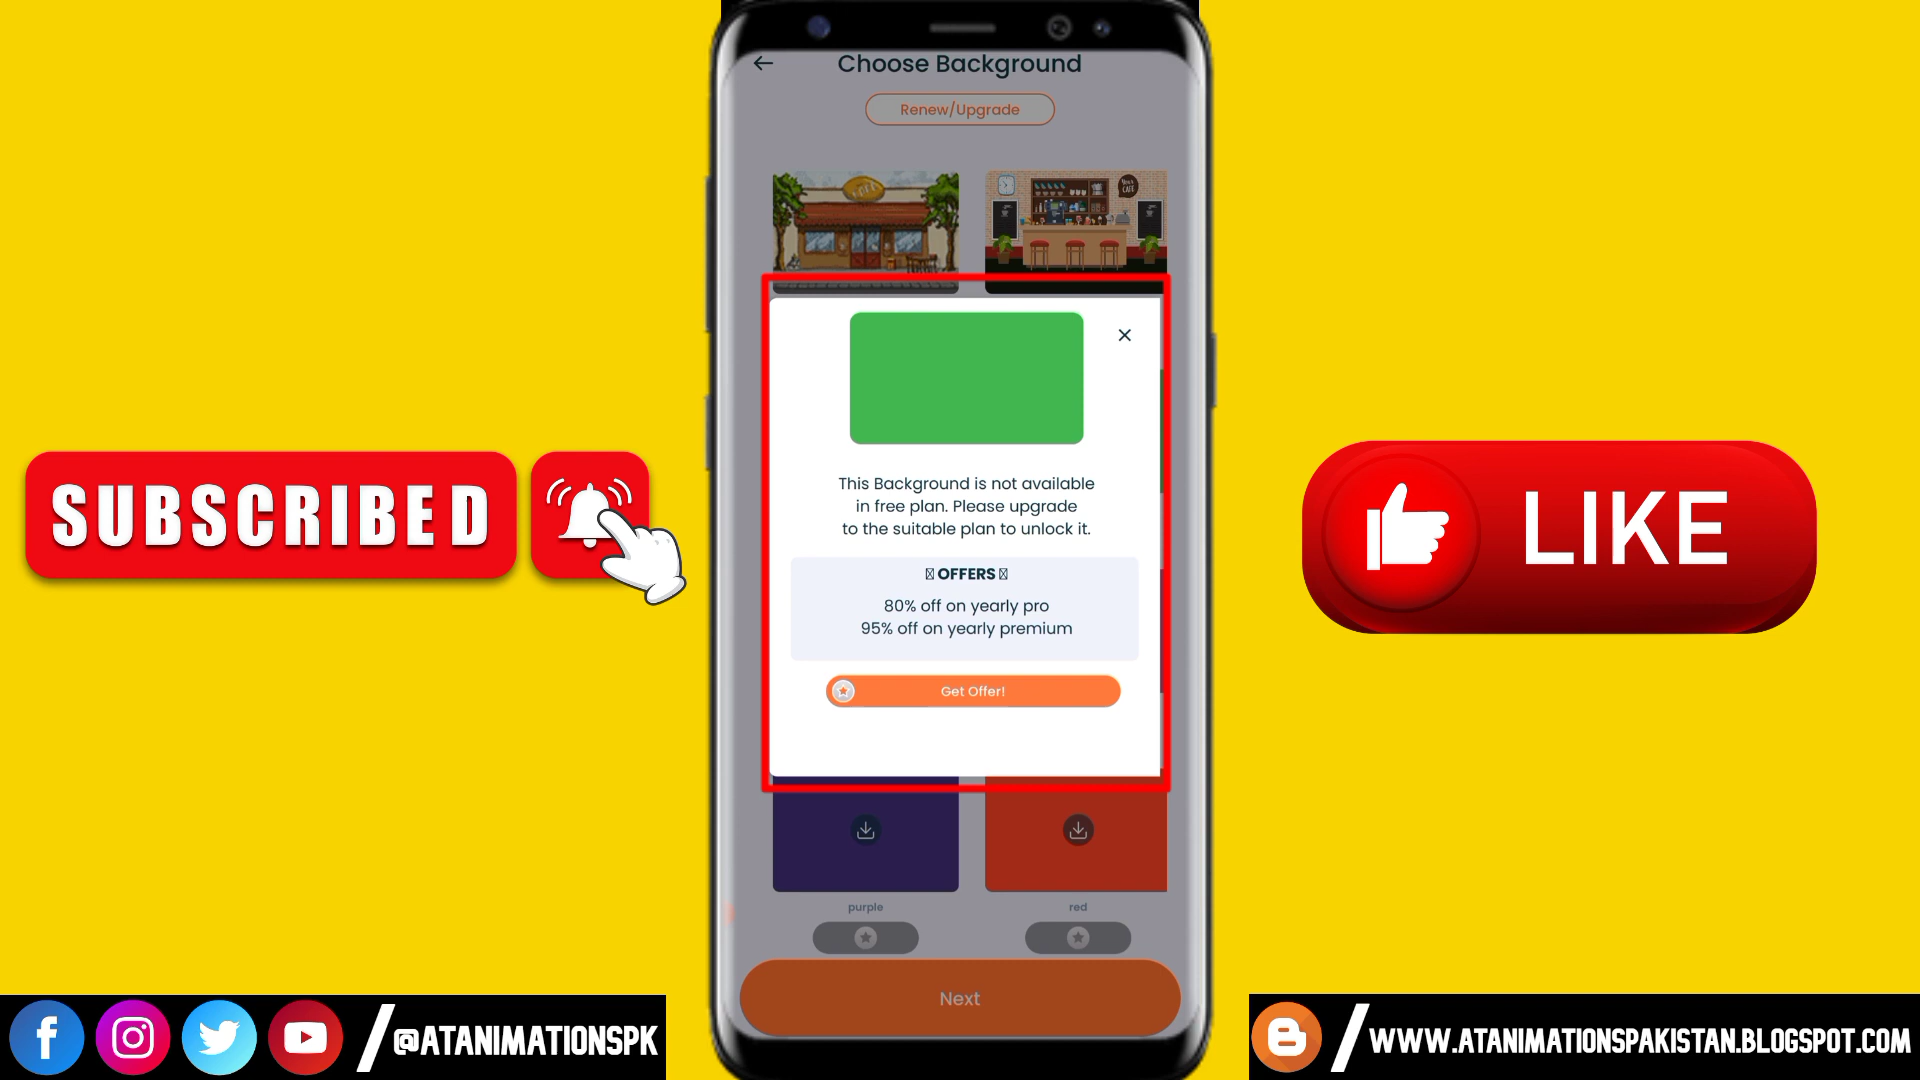 Choose Background
Renew/Upgrade
YOUR
CAFE
This Background is not available
in free plan. Please upgrade
to the suitable plan to unlock it.
OFFERS
80% off on yearly pro
95% off on yearly premium
Get Offer!
purple
red
Next
SUBSCRIBED
LIKE
/@ATANIMATIONSPK
/WWW.ATANIMATIONSPAKISTAN.BLOGSPOT.COM